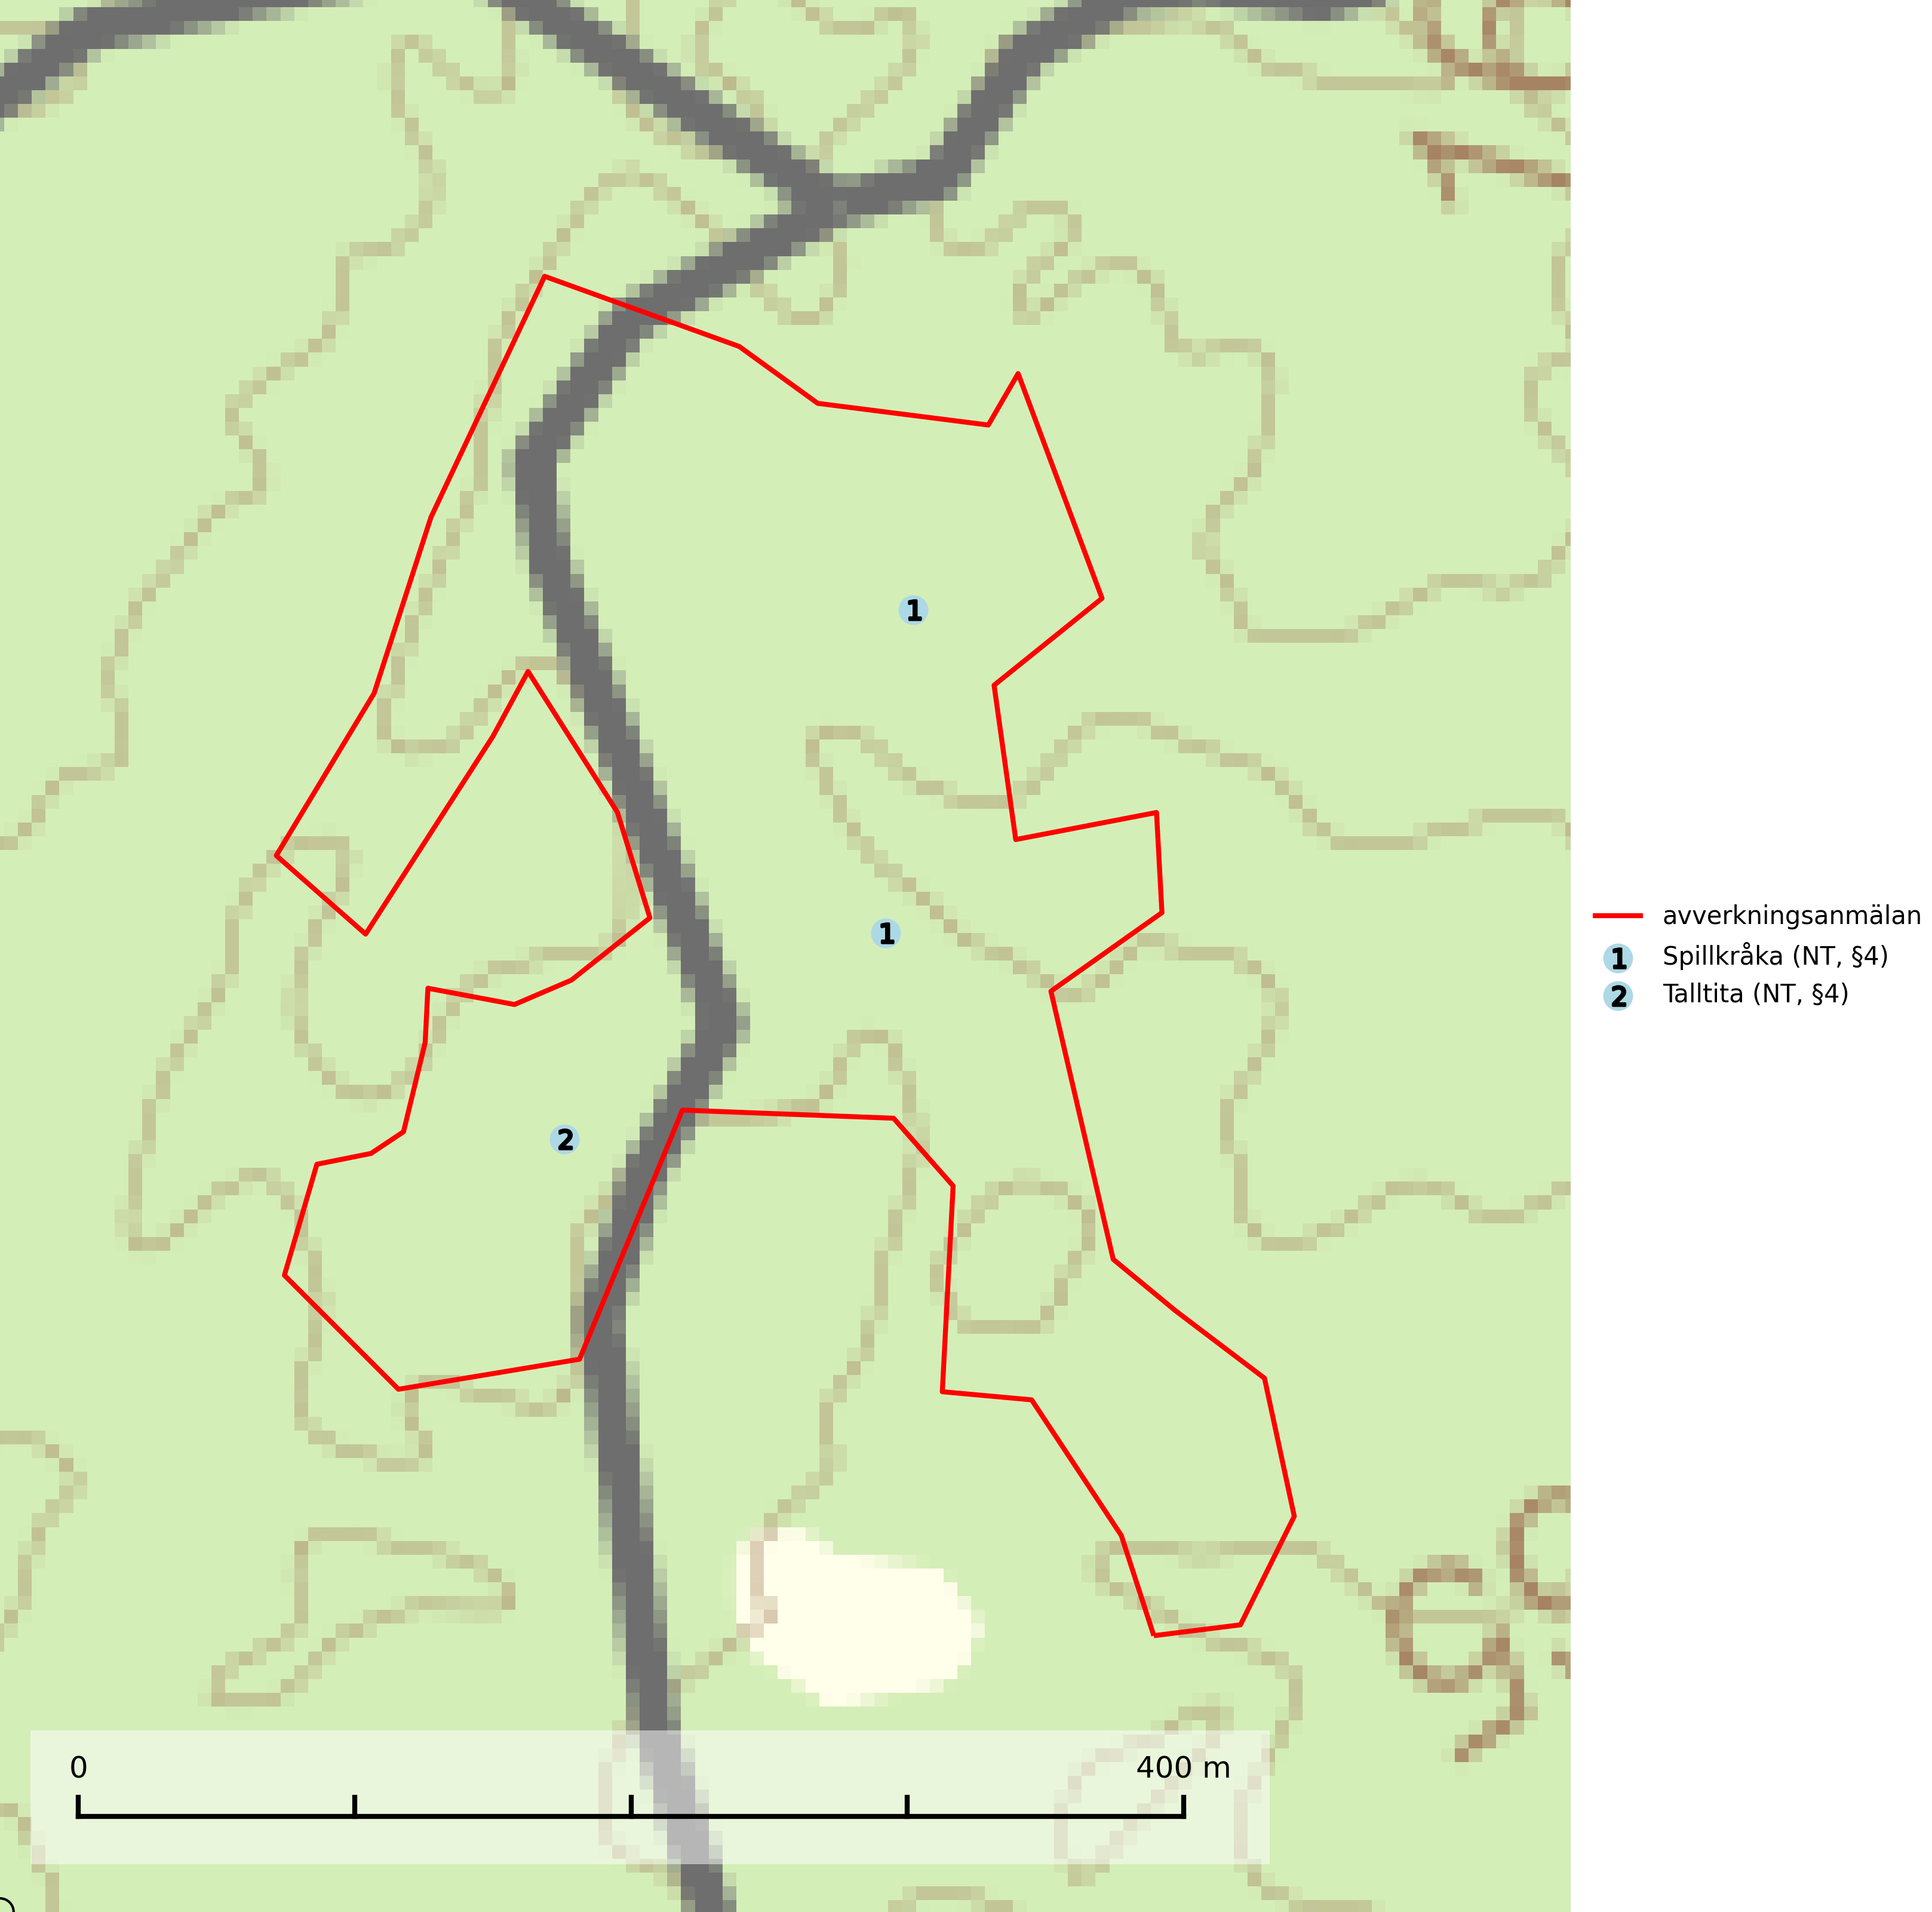 1
1
2
avverkningsanmälan
1 Spillkråka (NT, §4)
2 Talltita (NT, §4)
0 400 m